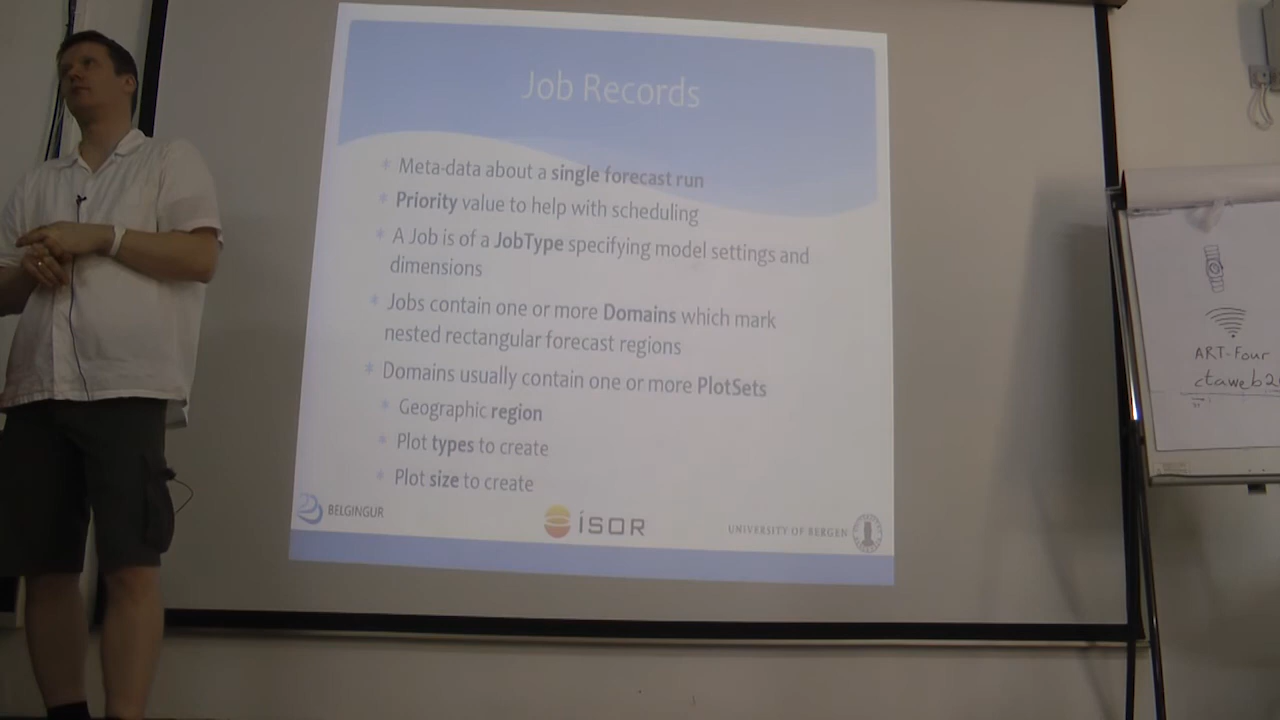 Job Records
* Meta-data about a single forecast run
* Priority value to help with scheduling
* A Job is of a JobType specifying model settings and
dimensions
* Jobs contain one or more Domains which mark
nested rectangular forecast regions
* Domains usually contain one or more PlotSets
* Geographic region
* Plot types to create
* Plot size to create
BELGINGUR
ÍSOR
UNIVERSITY OF BERGEN
ART-Four